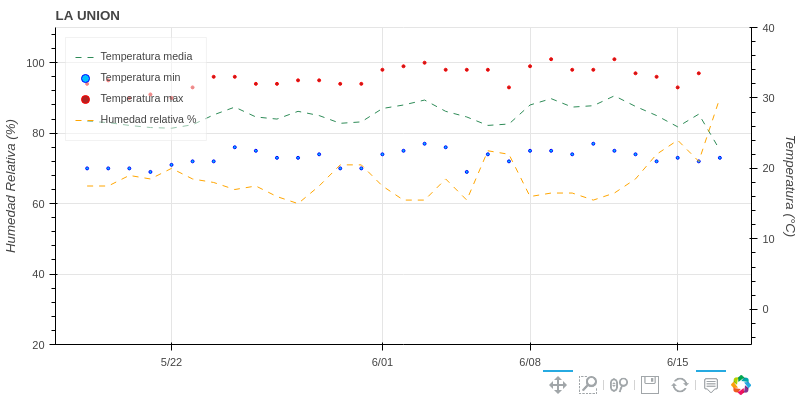 LA UNION
Temperatura media
Temperatura min
Temperatura max
Humedad relativa %
Humedad Relativa (%)
100
80
60
40
20
Temperatura (°C)
40
30
20
10
0
5/22
6/01
6/08
6/15